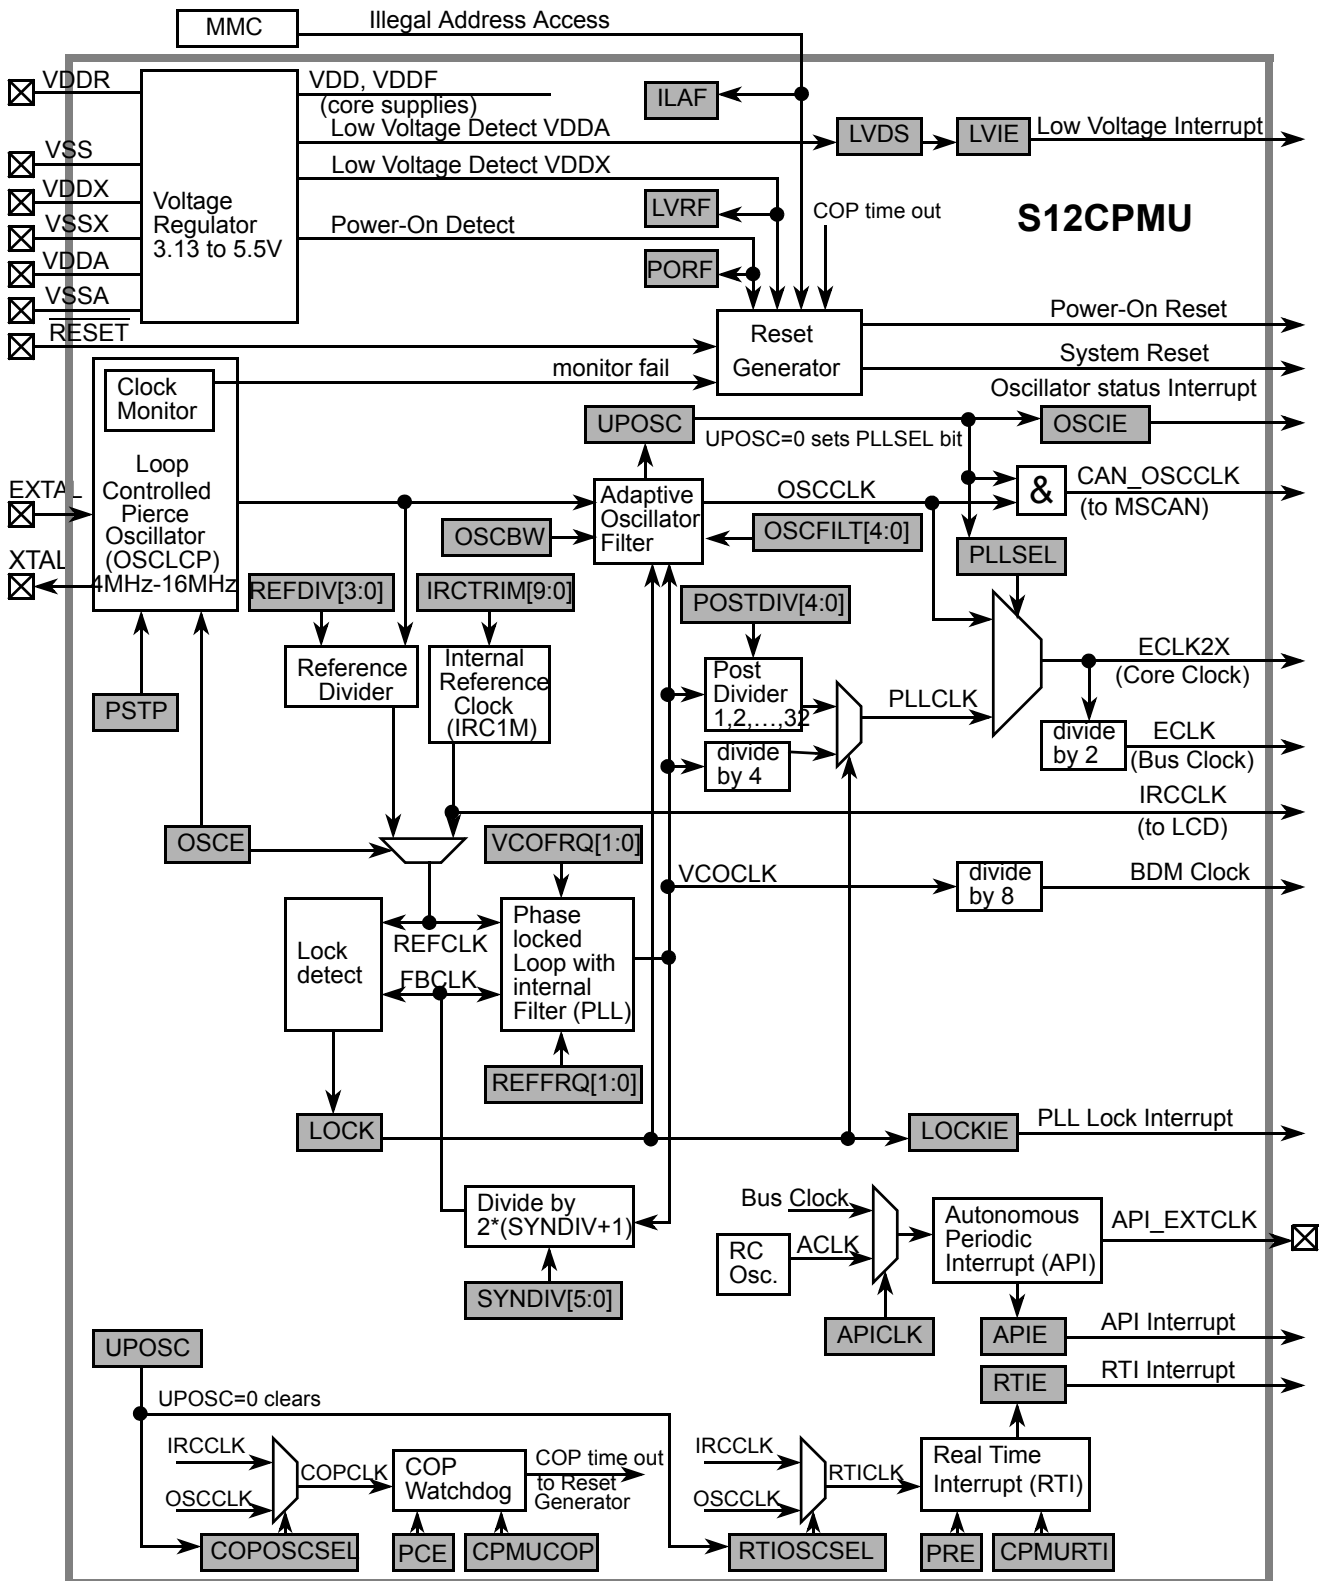 MMC
Illegal Address Access
VDDR
VSS
VDDX
VSSX
VDDA
VSSA
RESET
Voltage
Regulator
3.13 to 5.5V
VDD, VDDF
(core supplies)
Low Voltage Detect VDDA
Low Voltage Detect VDDX
Power-On Detect
ILAF
LVRF
PORF
COP time out
LVDS
LVIE
Low Voltage Interrupt
S12CPMU
Reset
Generator
Power-On Reset
System Reset
monitor fail
Clock
Monitor
Loop
Controlled
Pierce
Oscillator
(OSCLCP)
4MHz-16MHz
EXTAL
XTAL
UPOSC
UPOSC=0 sets PLLSEL bit
Oscillator status Interrupt
OSCIE
Adaptive
Oscillator
Filter
OSCCLK
OSCBW
OSCFILT[4:0]
&
CAN_OSCCLK
(to MSCAN)
PLLSEL
REFDIV[3:0]
IRCTRIM[9:0]
POSTDIV[4:0]
Reference
Divider
Internal
Reference
Clock
(IRC1M)
PSTP
Post
Divider
1,2,…,32
divide
by 4
PLLCLK
ECLK2X
(Core Clock)
divide
by 2
ECLK
(Bus Clock)
IRCCLK
(to LCD)
OSCE
VCOFRQ[1:0]
VCOCLK
divide
by 8
BDM Clock
Lock
detect
REFCLK
FBCLK
Phase
locked
Loop with
internal
Filter (PLL)
REFFRQ[1:0]
LOCK
LOCKIE
PLL Lock Interrupt
Divide by
2*(SYNDIV+1)
SYNDIV[5:0]
Bus Clock
RC
Osc.
ACLK
APICLK
Autonomous
Periodic
Interrupt (API)
API_EXTCLK
APIE
API Interrupt
RTIE
RTI Interrupt
UPOSC
UPOSC=0 clears
IRCCLK
OSCCLK
COPCLK
COP
Watchdog
COP time out
to Reset
Generator
COPOSCSEL
PCE
CPMUCOP
IRCCLK
OSCCLK
RTICLK
Real Time
Interrupt (RTI)
RTIOSCSEL
PRE
CPMURTI